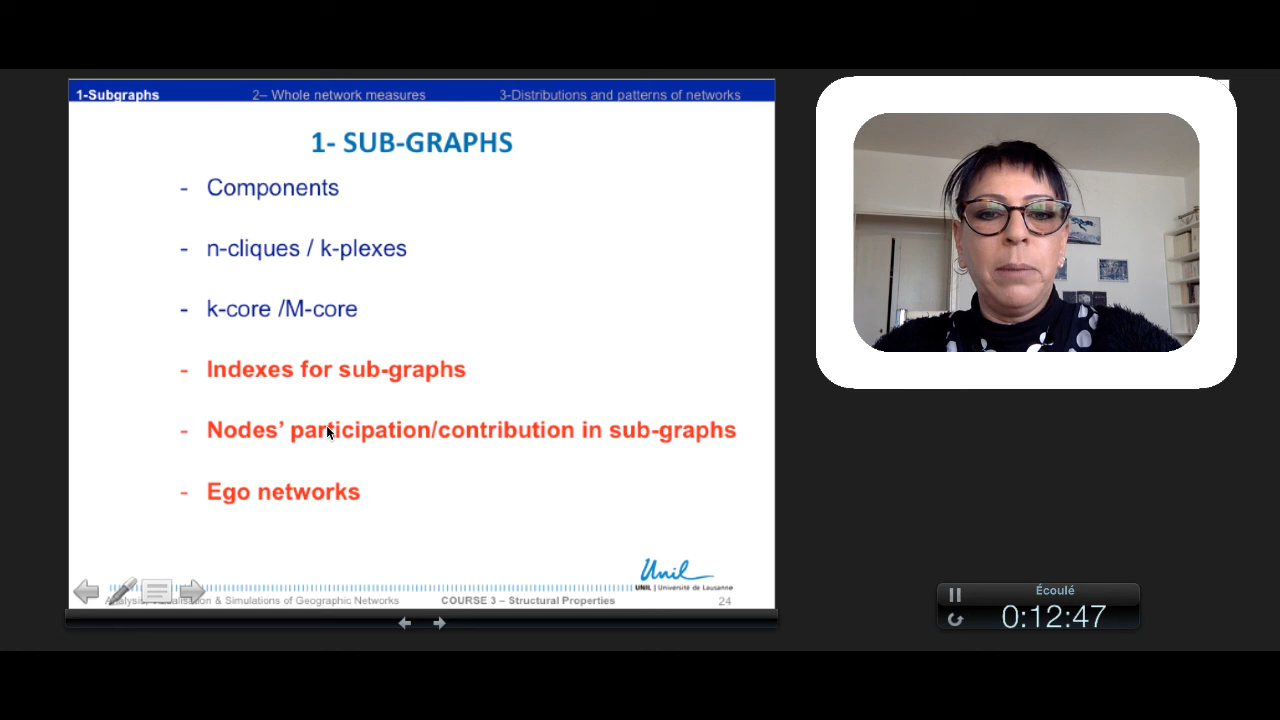 1-Subgraphs 2– Whole network measures 3-Distributions and patterns of networks
1- SUB-GRAPHS
- Components
- n-cliques / k-plexes
- k-core /M-core
- Indexes for sub-graphs
- Nodes’ participation/contribution in sub-graphs
- Ego networks
Unil
UNIL | Université de Lausanne
& Simulations of Geographic Networks COURSE 3 – Structural Properties 24
Écoulé
0:12:47